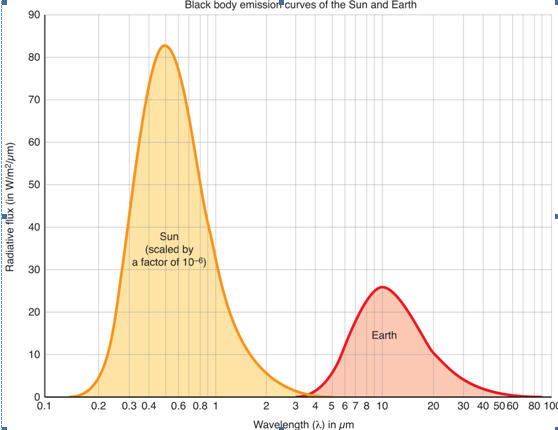 Black body emission curves of the Sun and Earth
90
80
70
60
50
40
30
20
10
0
Radiative flux (in W/m²/μm)
Sun
(scaled by
a factor of 10⁻⁶)
Earth
0.1 0.2 0.3 0.4 0.6 0.8 1 2 3 4 5 6 7 8 10 20 30 40 50 60 80 100
Wavelength (λ) in μm